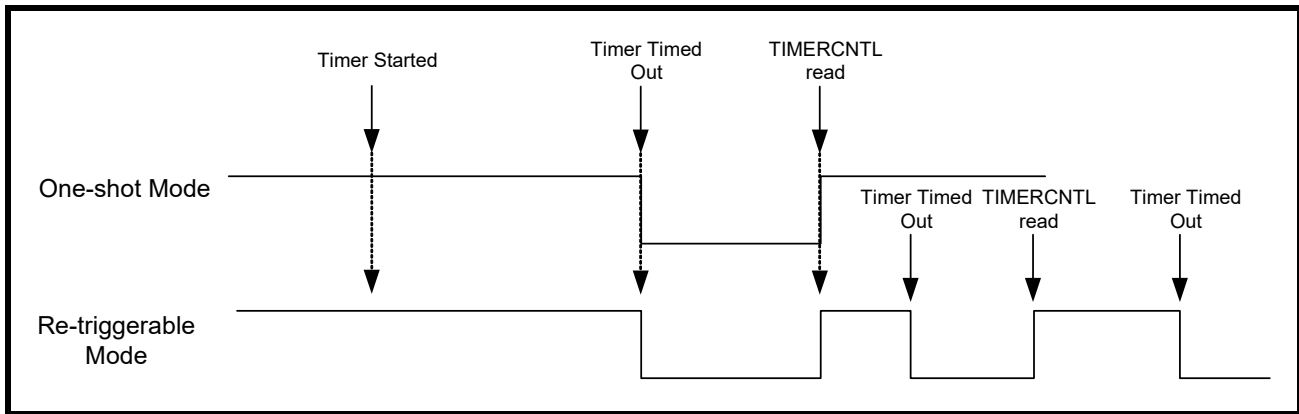 Timer Started
Timer Timed
Out
TIMERCNTL
read
One-shot Mode
Timer Timed
Out
TIMERCNTL
read
Timer Timed
Out
Re-triggerable
Mode